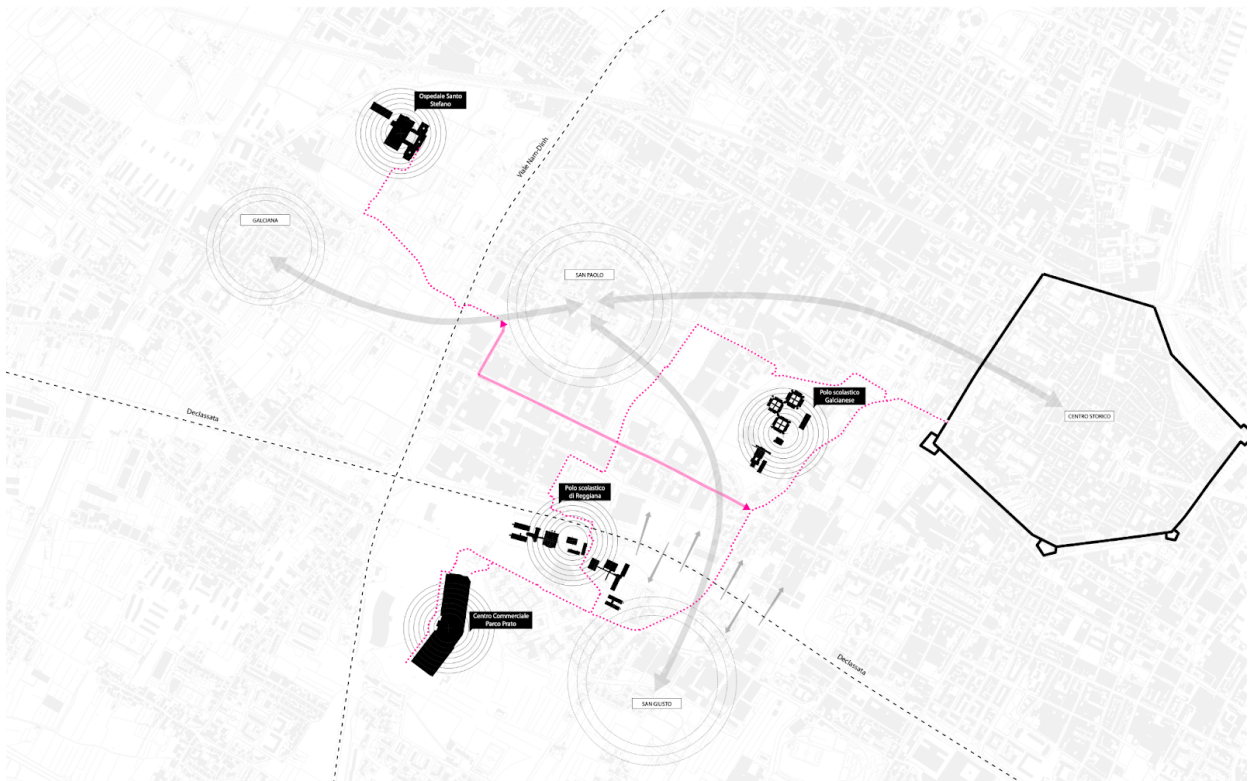 Ospedale Santo
Stefano
Viale Nam-Dinh
GALCIANA
SAN PAOLO
Polo scolastico
Galcianese
Declassata
CENTRO STORICO
Polo scolastico
di Reggiana
Centro Commerciale
Parco Prato
Declassata
SAN GIUSTO